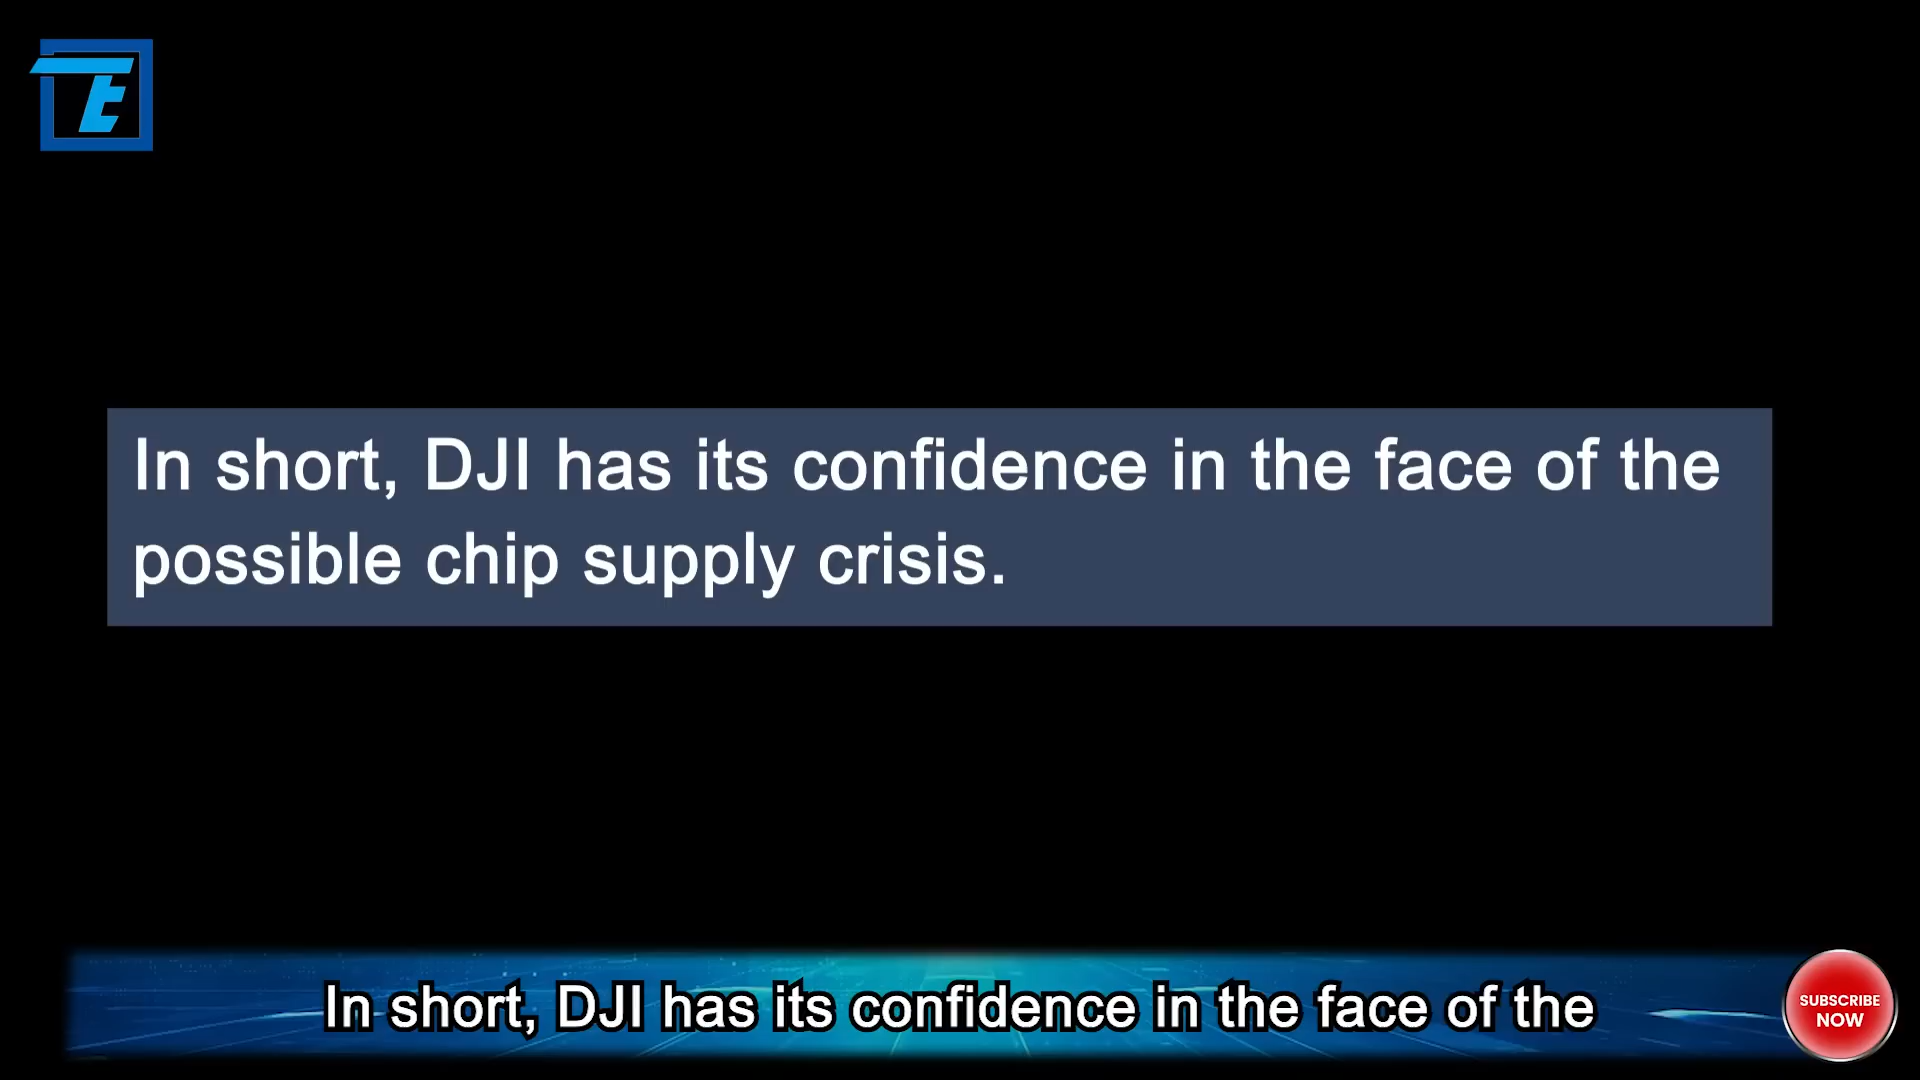 TE
In short, DJI has its confidence in the face of the
possible chip supply crisis.
In short, DJI has its confidence in the face of the
SUBSCRIBE
NOW